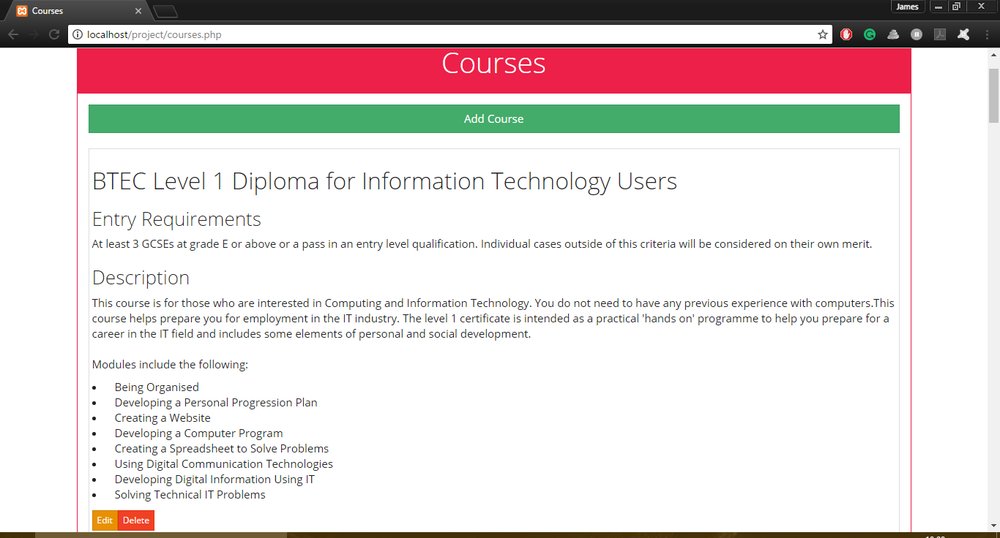 Courses
James
localhost/project/courses.php
Courses
Add Course
BTEC Level 1 Diploma for Information Technology Users
Entry Requirements
At least 3 GCSEs at grade E or above or a pass in an entry level qualification. Individual cases outside of this criteria will be considered on their own merit.
Description
This course is for those who are interested in Computing and Information Technology. You do not need to have any previous experience with computers.This
course helps prepare you for employment in the IT industry. The level 1 certificate is intended as a practical 'hands on' programme to help you prepare for a
career in the IT field and includes some elements of personal and social development.
Modules include the following:
• Being Organised
• Developing a Personal Progression Plan
• Creating a Website
• Developing a Computer Program
• Creating a Spreadsheet to Solve Problems
• Using Digital Communication Technologies
• Developing Digital Information Using IT
• Solving Technical IT Problems
Edit Delete